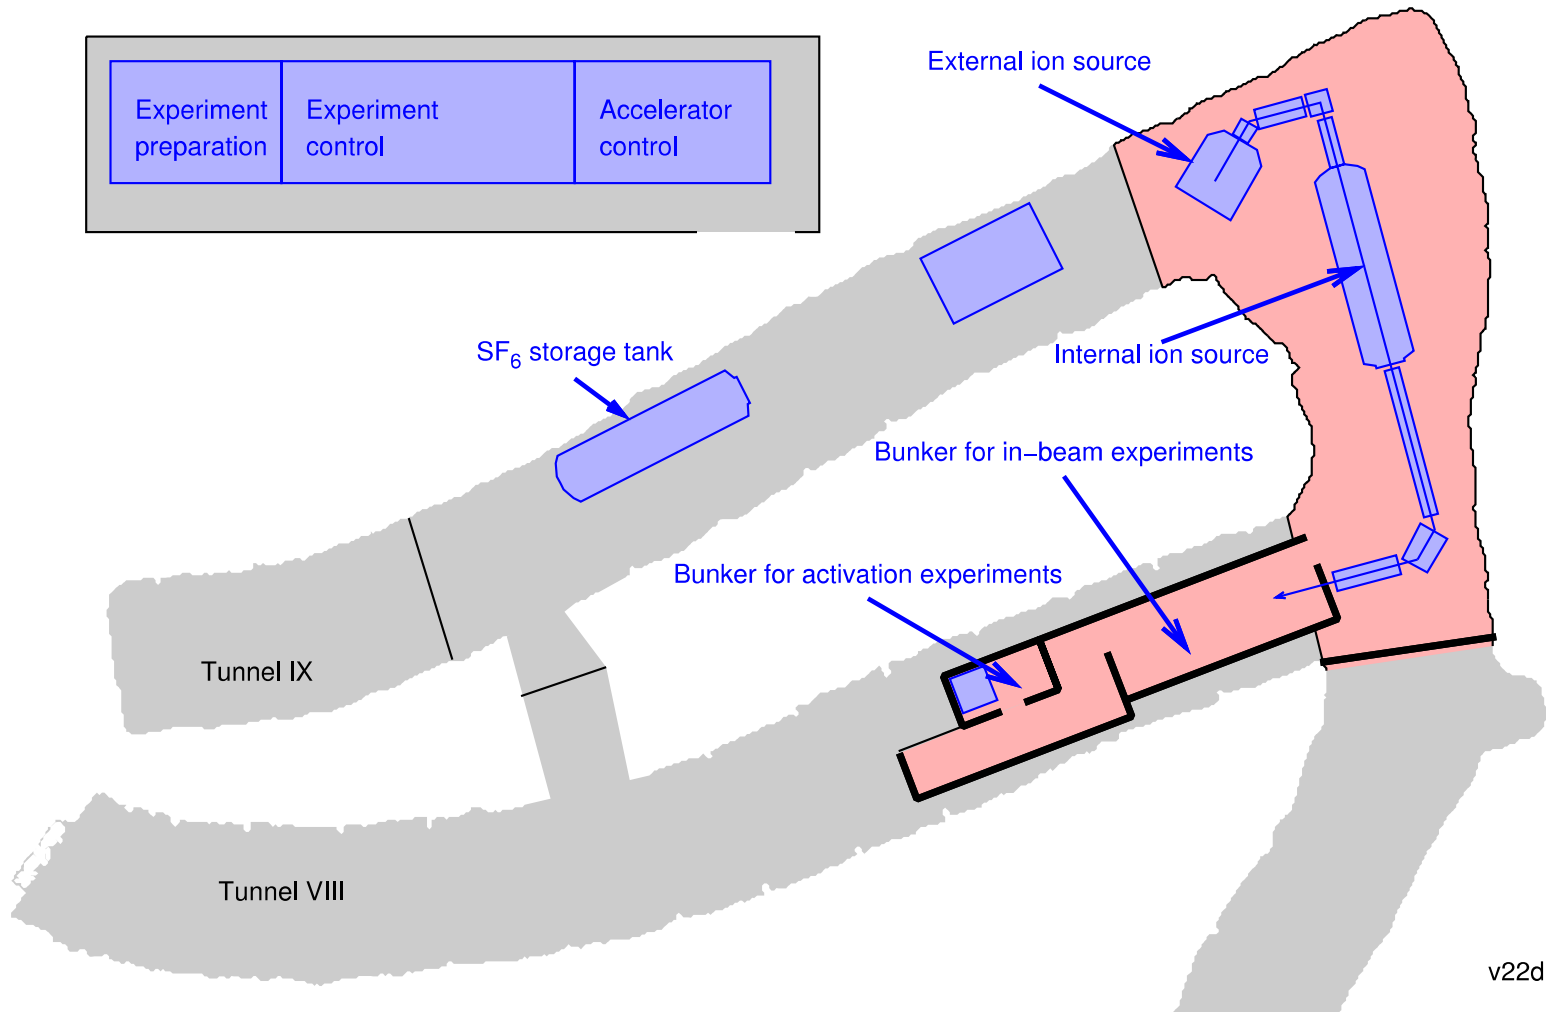 External ion source
Experiment
preparation
Experiment
control
Accelerator
control
SF6 storage tank
Internal ion source
Bunker for in−beam experiments
Bunker for activation experiments
Tunnel IX
Tunnel VIII
v22d